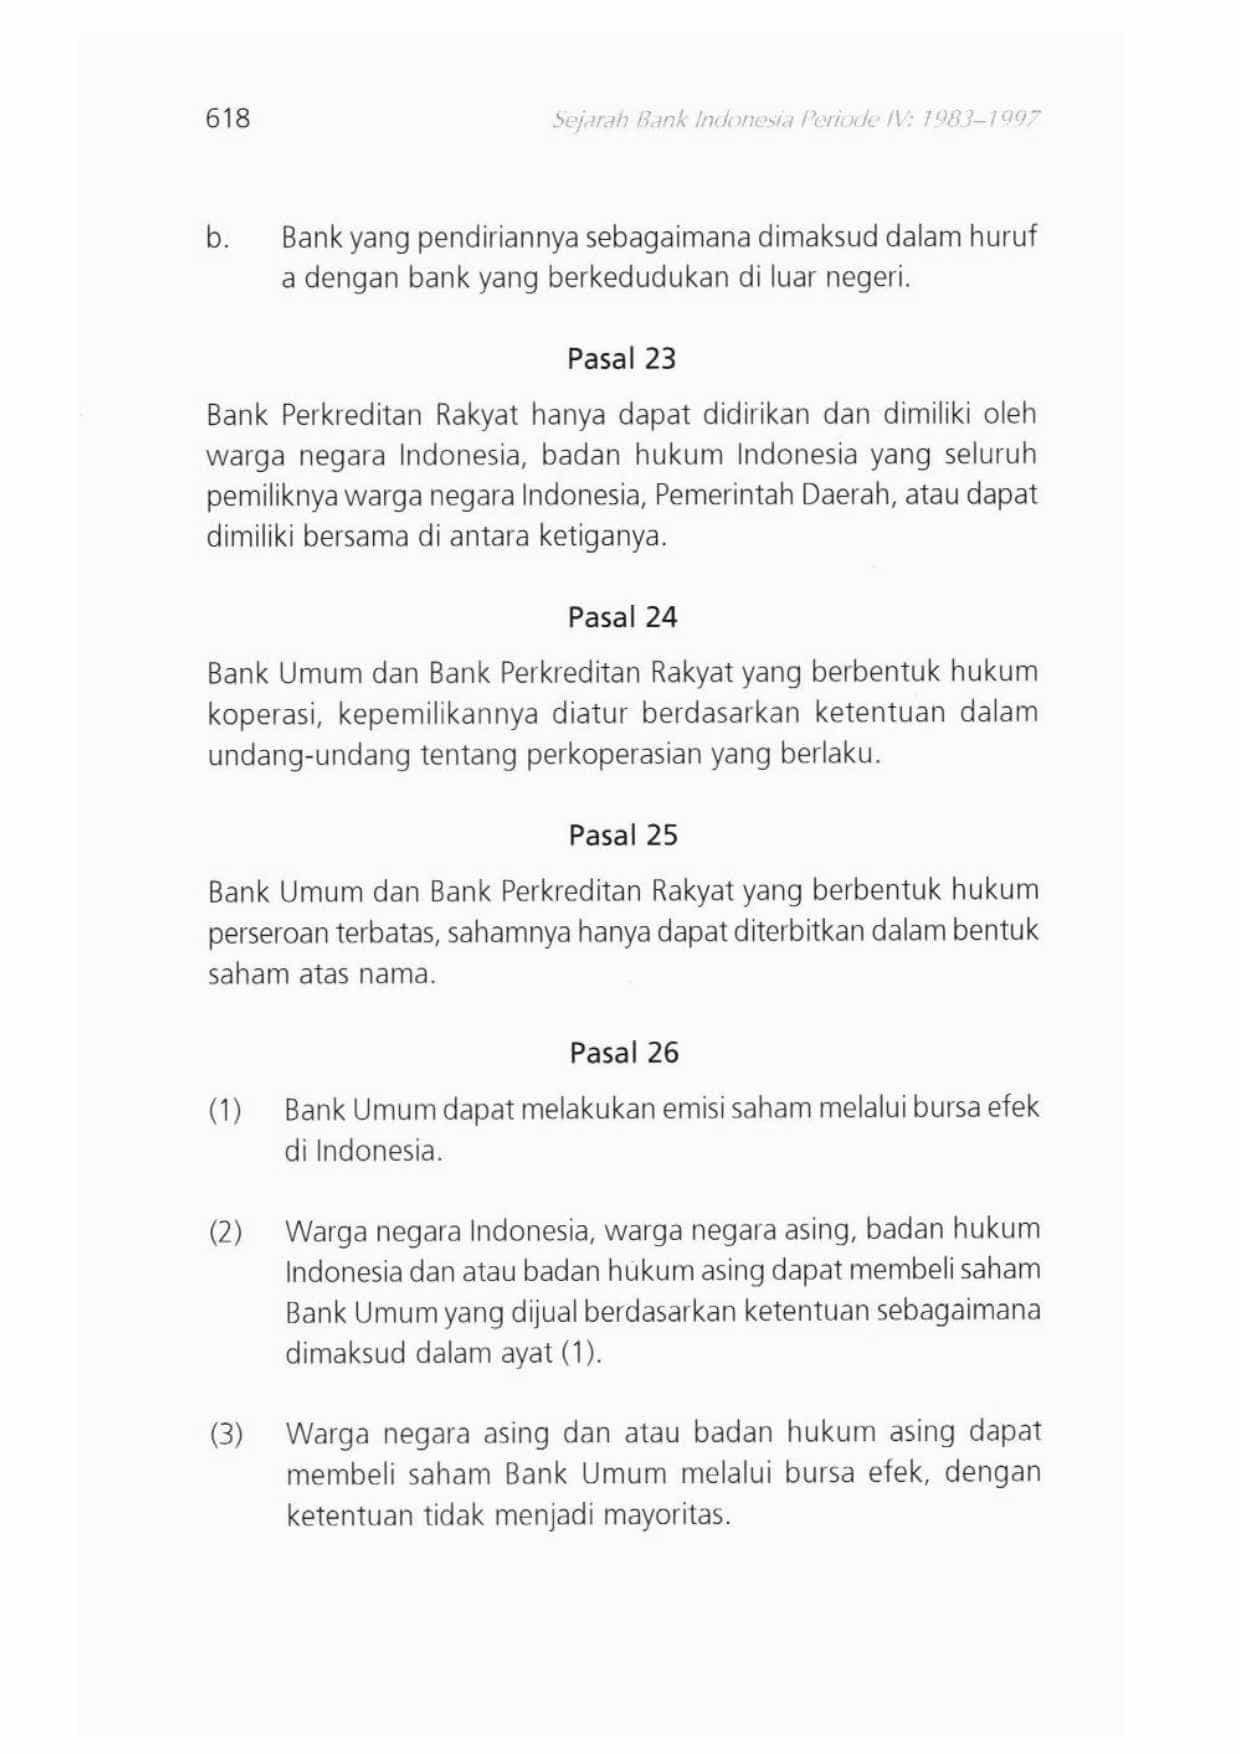 618
Sejarah Bank Indonesia Periode IV: 1983–1997
b. Bank yang pendiriannya sebagaimana dimaksud dalam huruf
a dengan bank yang berkedudukan di luar negeri.
Pasal 23
Bank Perkreditan Rakyat hanya dapat didirikan dan dimiliki oleh
warga negara Indonesia, badan hukum Indonesia yang seluruh
pemiliknya warga negara Indonesia, Pemerintah Daerah, atau dapat
dimiliki bersama di antara ketiganya.
Pasal 24
Bank Umum dan Bank Perkreditan Rakyat yang berbentuk hukum
koperasi, kepemilikannya diatur berdasarkan ketentuan dalam
undang-undang tentang perkoperasian yang berlaku.
Pasal 25
Bank Umum dan Bank Perkreditan Rakyat yang berbentuk hukum
perseroan terbatas, sahamnya hanya dapat diterbitkan dalam bentuk
saham atas nama.
Pasal 26
(1) Bank Umum dapat melakukan emisi saham melalui bursa efek
di Indonesia.
(2) Warga negara Indonesia, warga negara asing, badan hukum
Indonesia dan atau badan hukum asing dapat membeli saham
Bank Umum yang dijual berdasarkan ketentuan sebagaimana
dimaksud dalam ayat (1).
(3) Warga negara asing dan atau badan hukum asing dapat
membeli saham Bank Umum melalui bursa efek, dengan
ketentuan tidak menjadi mayoritas.